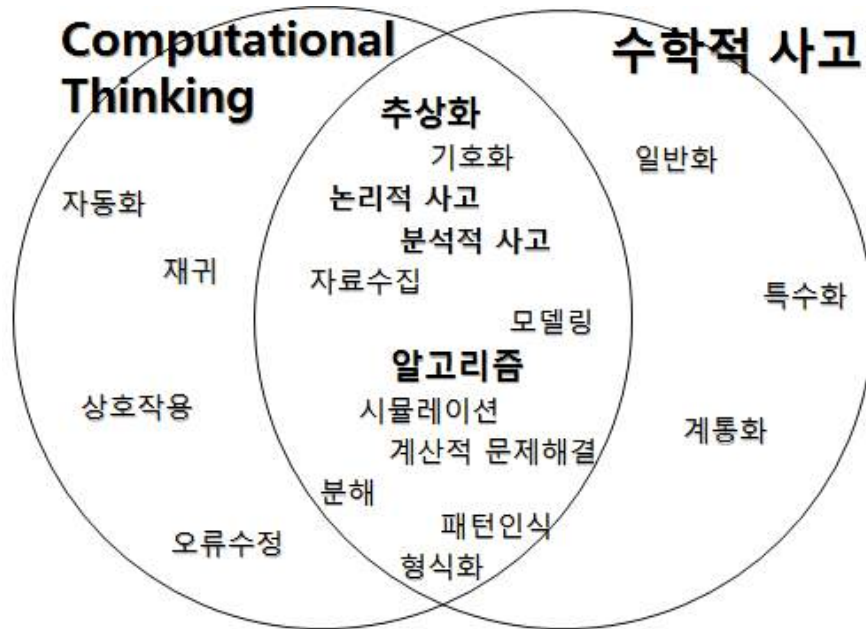 Computational
Thinking
수학적 사고
추상화
기호화
일반화
자동화
논리적 사고
분석적 사고
재귀
자료수집
특수화
모델링
알고리즘
상호작용
시뮬레이션
계통화
계산적 문제해결
분해
패턴인식
오류수정
형식화